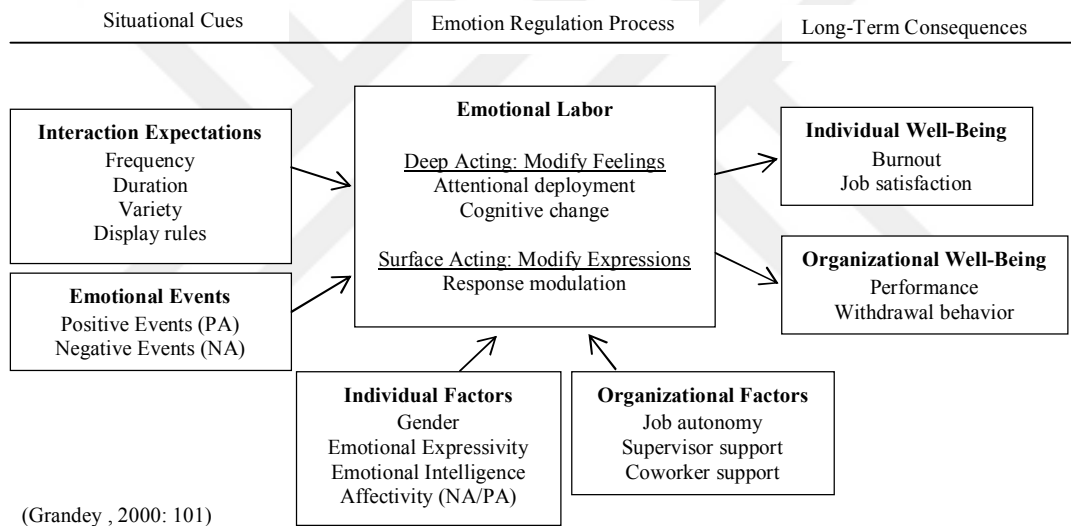 Situational Cues
Emotion Regulation Process
Long-Term Consequences
Interaction Expectations
Frequency
Duration
Variety
Display rules
Emotional Events
Positive Events (PA)
Negative Events (NA)
Emotional Labor
Deep Acting: Modify Feelings
Attentional deployment
Cognitive change
Surface Acting: Modify Expressions
Response modulation
Individual Well-Being
Burnout
Job satisfaction
Organizational Well-Being
Performance
Withdrawal behavior
Individual Factors
Gender
Emotional Expressivity
Emotional Intelligence
Affectivity (NA/PA)
Organizational Factors
Job autonomy
Supervisor support
Coworker support
(Grandey , 2000: 101)